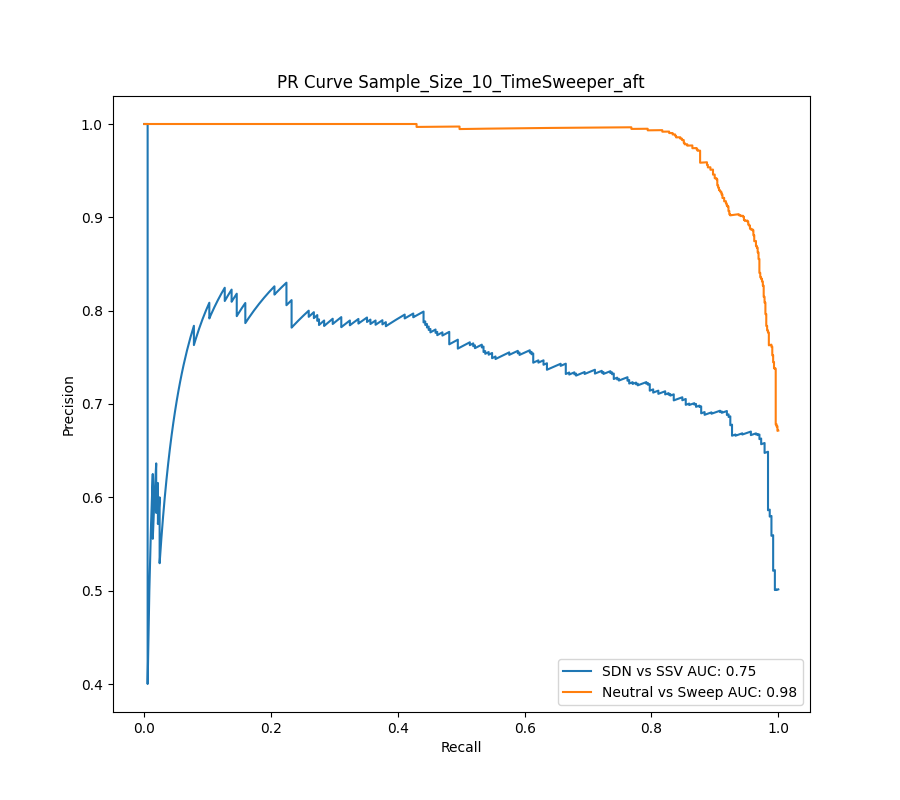 PR Curve Sample_Size_10_TimeSweeper_aft
1.0
0.9
0.8
0.7
0.6
0.5
0.4
Precision
0.0
0.2
0.4
0.6
0.8
1.0
Recall
SDN vs SSV AUC: 0.75
Neutral vs Sweep AUC: 0.98